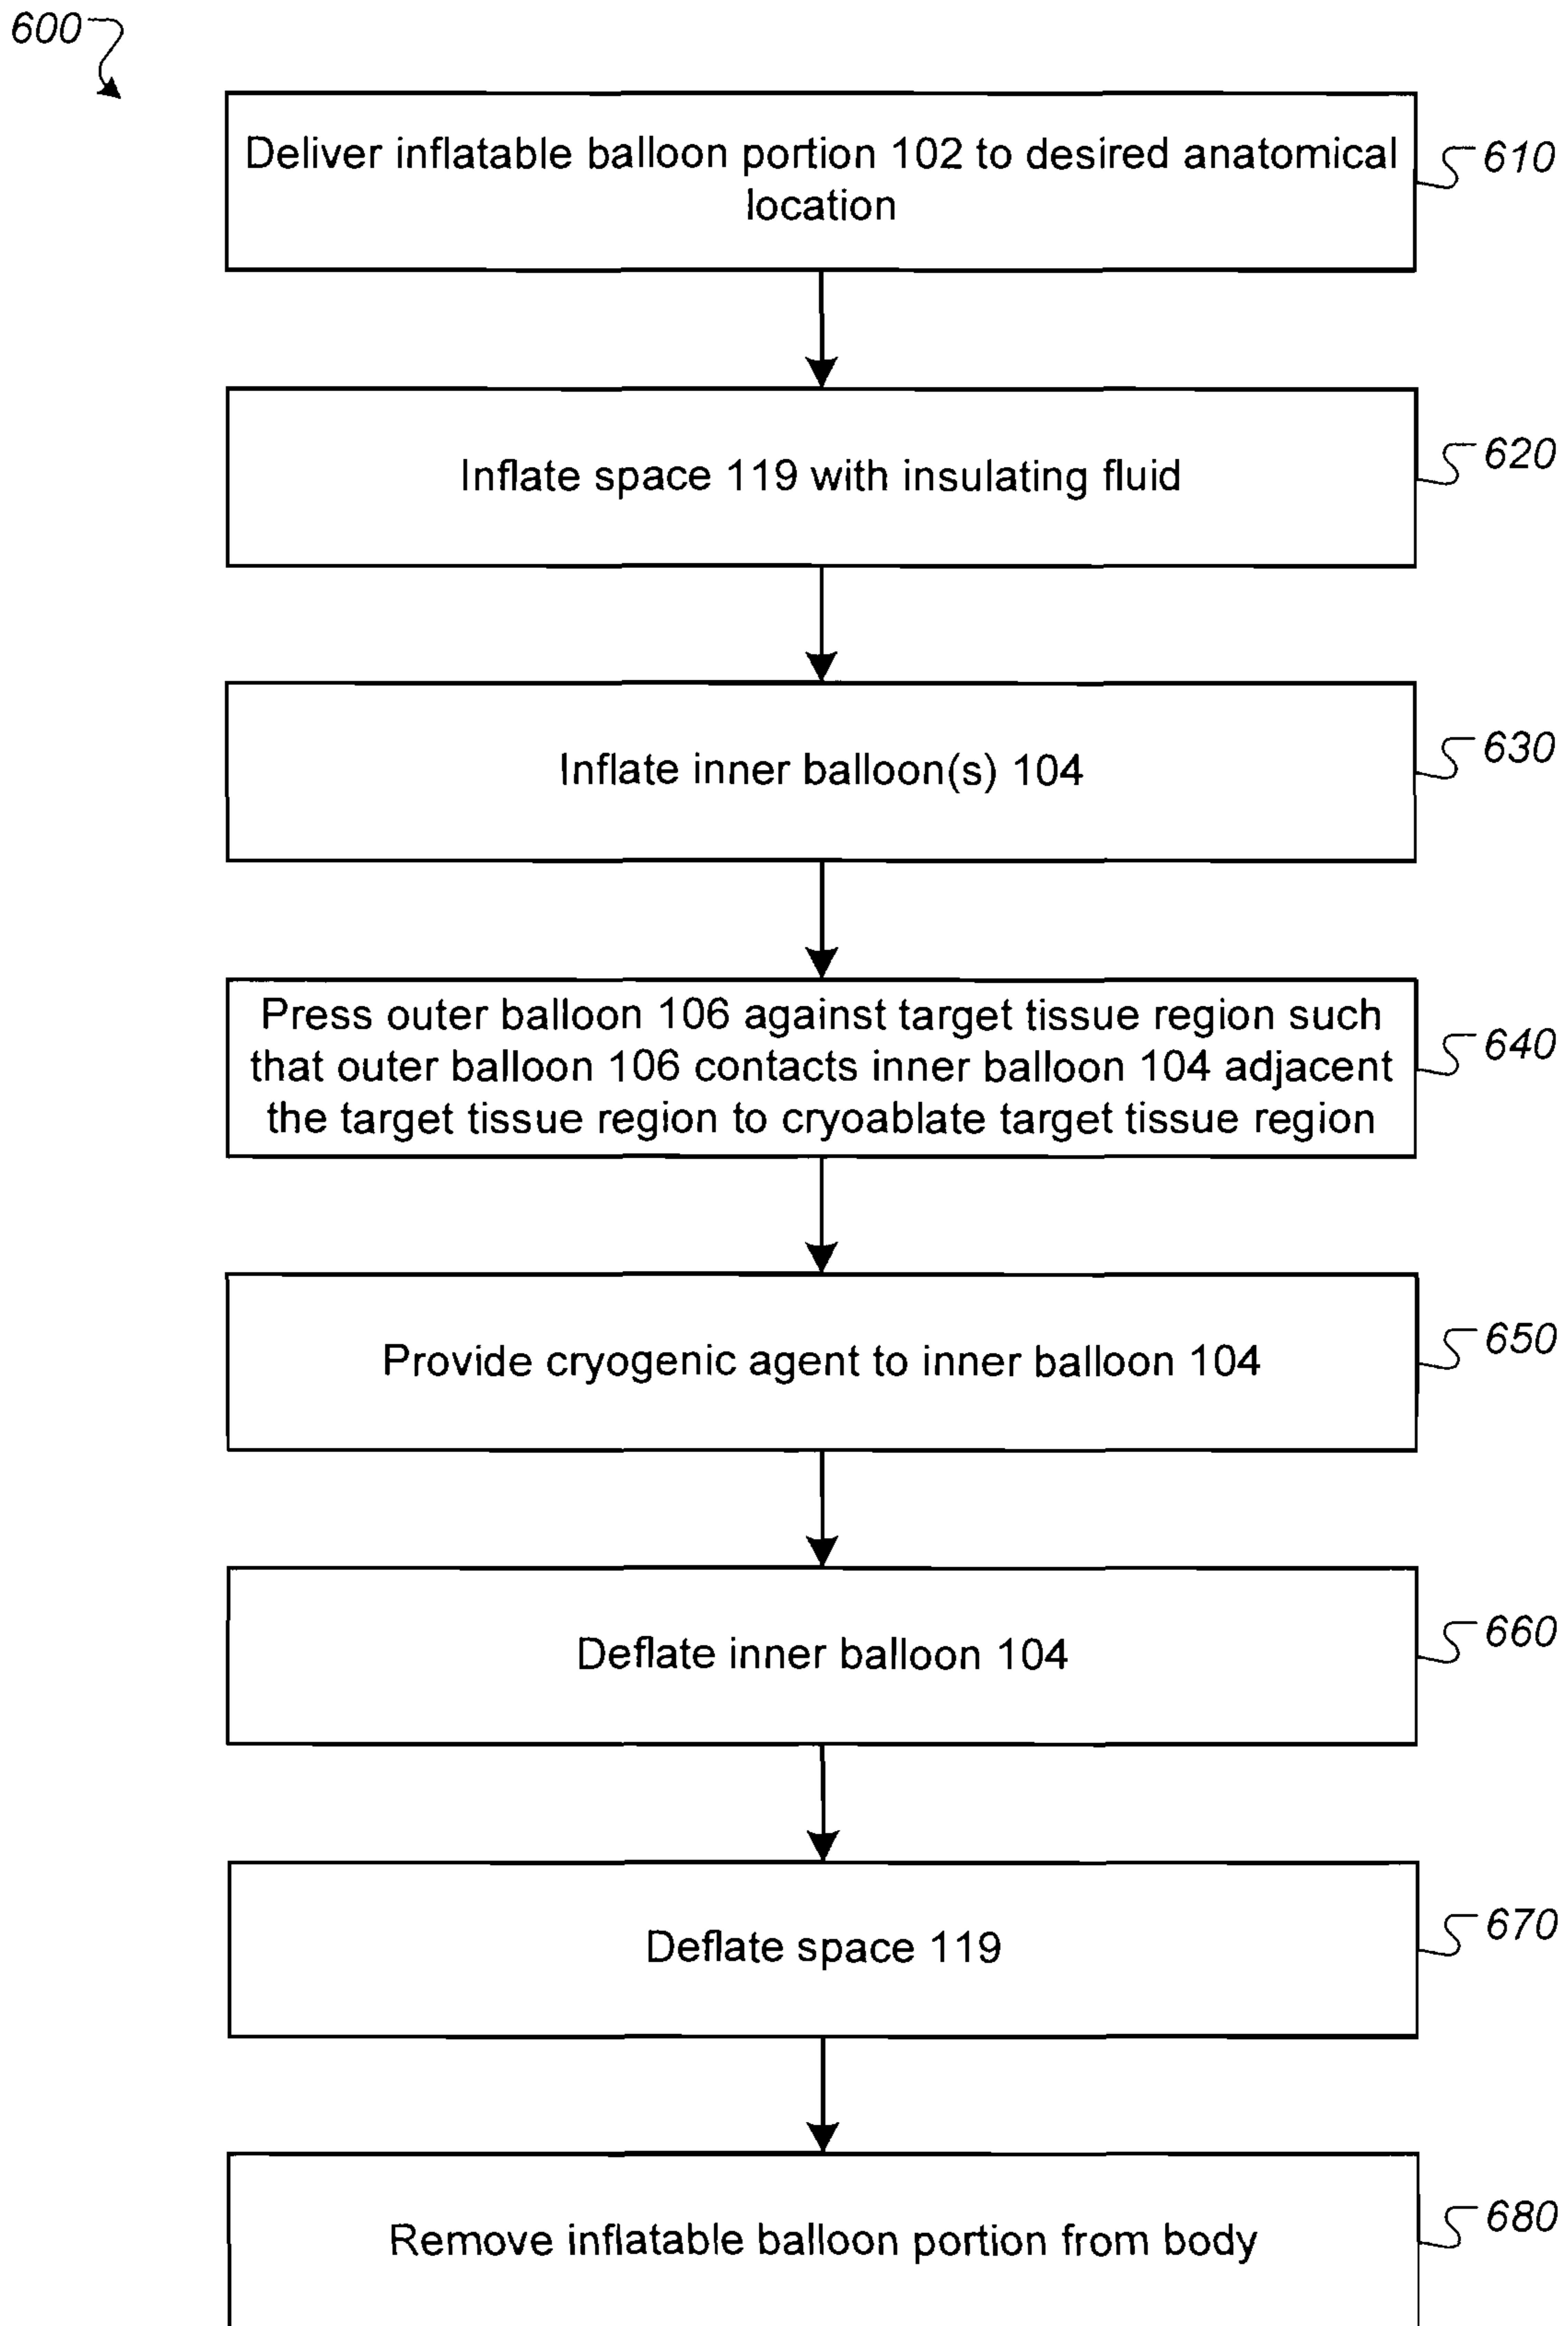 600
Deliver inflatable balloon portion 102 to desired anatomical
location
610
Inflate space 119 with insulating fluid
620
Inflate inner balloon(s) 104
630
Press outer balloon 106 against target tissue region such
that outer balloon 106 contacts inner balloon 104 adjacent
the target tissue region to cryoablate target tissue region
640
Provide cryogenic agent to inner balloon 104
650
Deflate inner balloon 104
660
Deflate space 119
670
Remove inflatable balloon portion from body
680